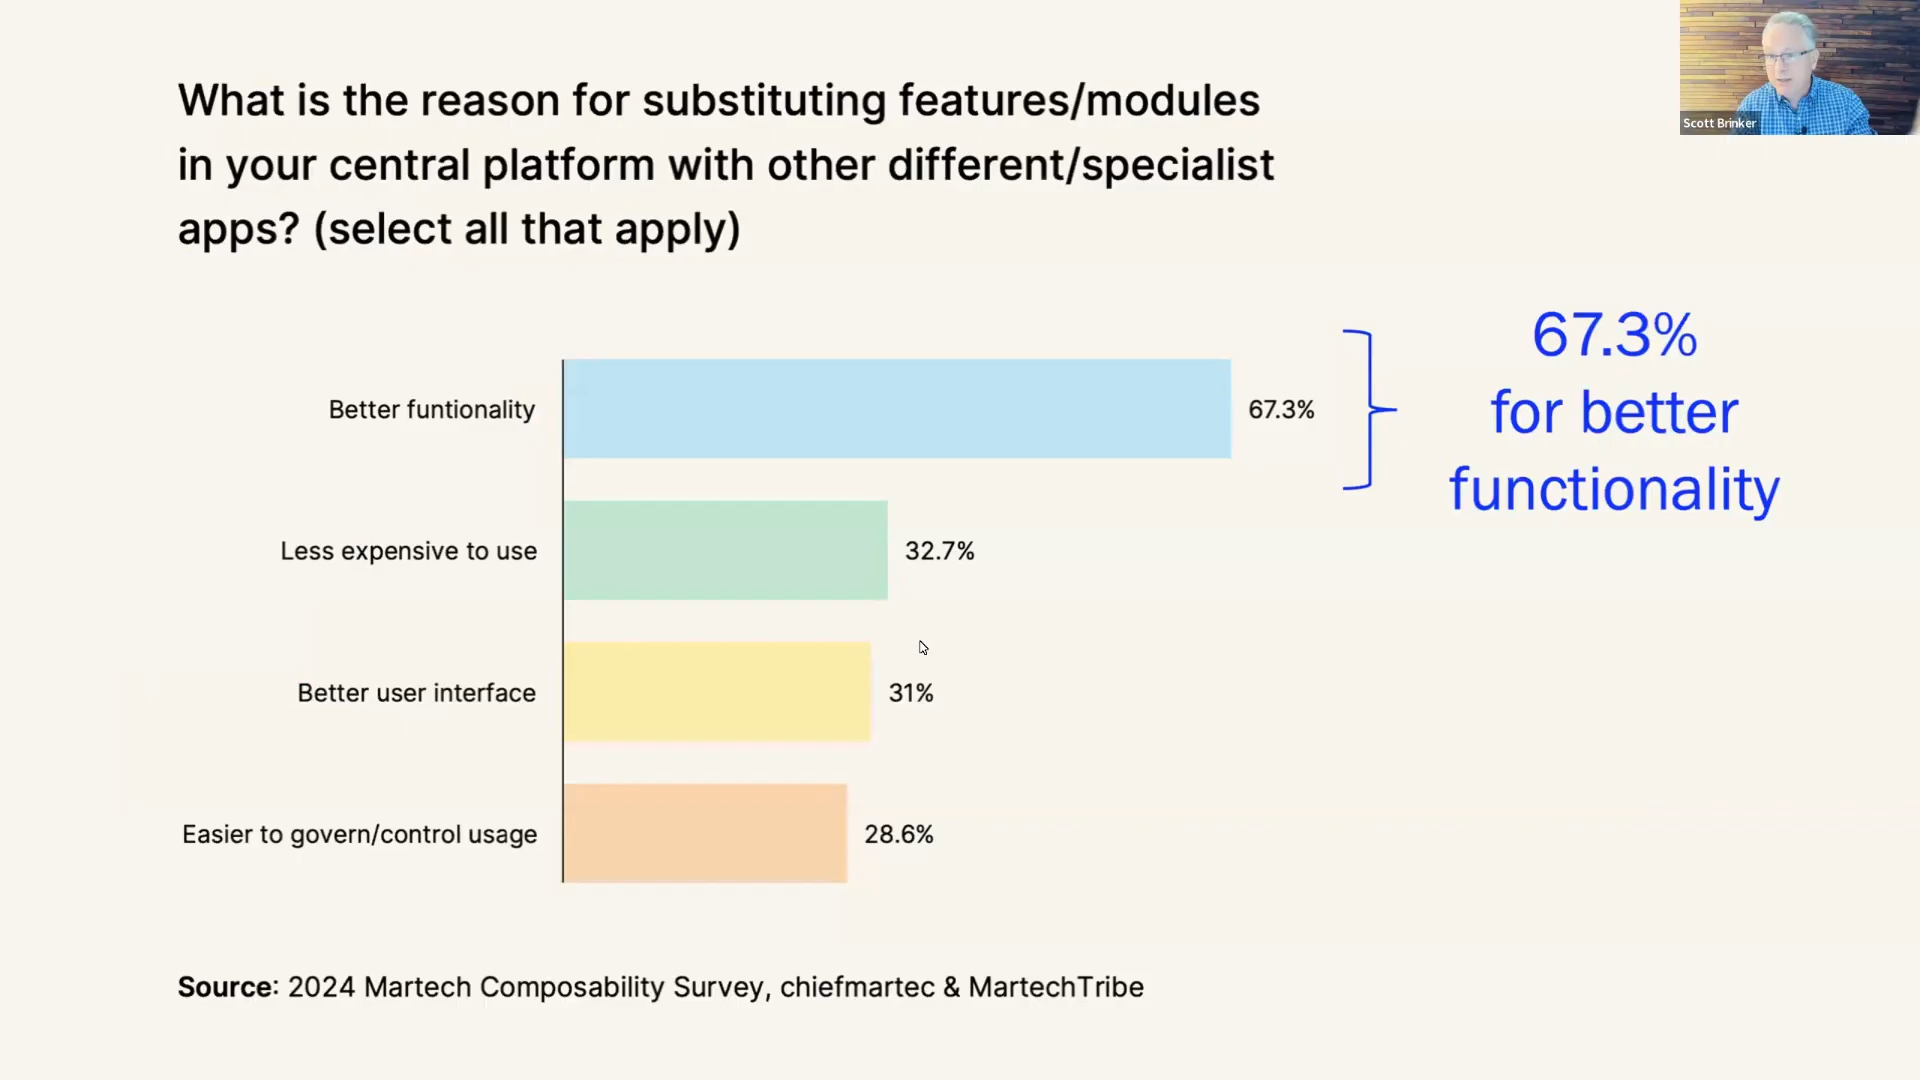 Scott Brinker
What is the reason for substituting features/modules
in your central platform with other different/specialist
apps? (select all that apply)
67.3%
for better
functionality
Better funtionality
67.3%
Less expensive to use
32.7%
Better user interface
31%
Easier to govern/control usage
28.6%
Source: 2024 Martech Composability Survey, chiefmartec & MartechTribe